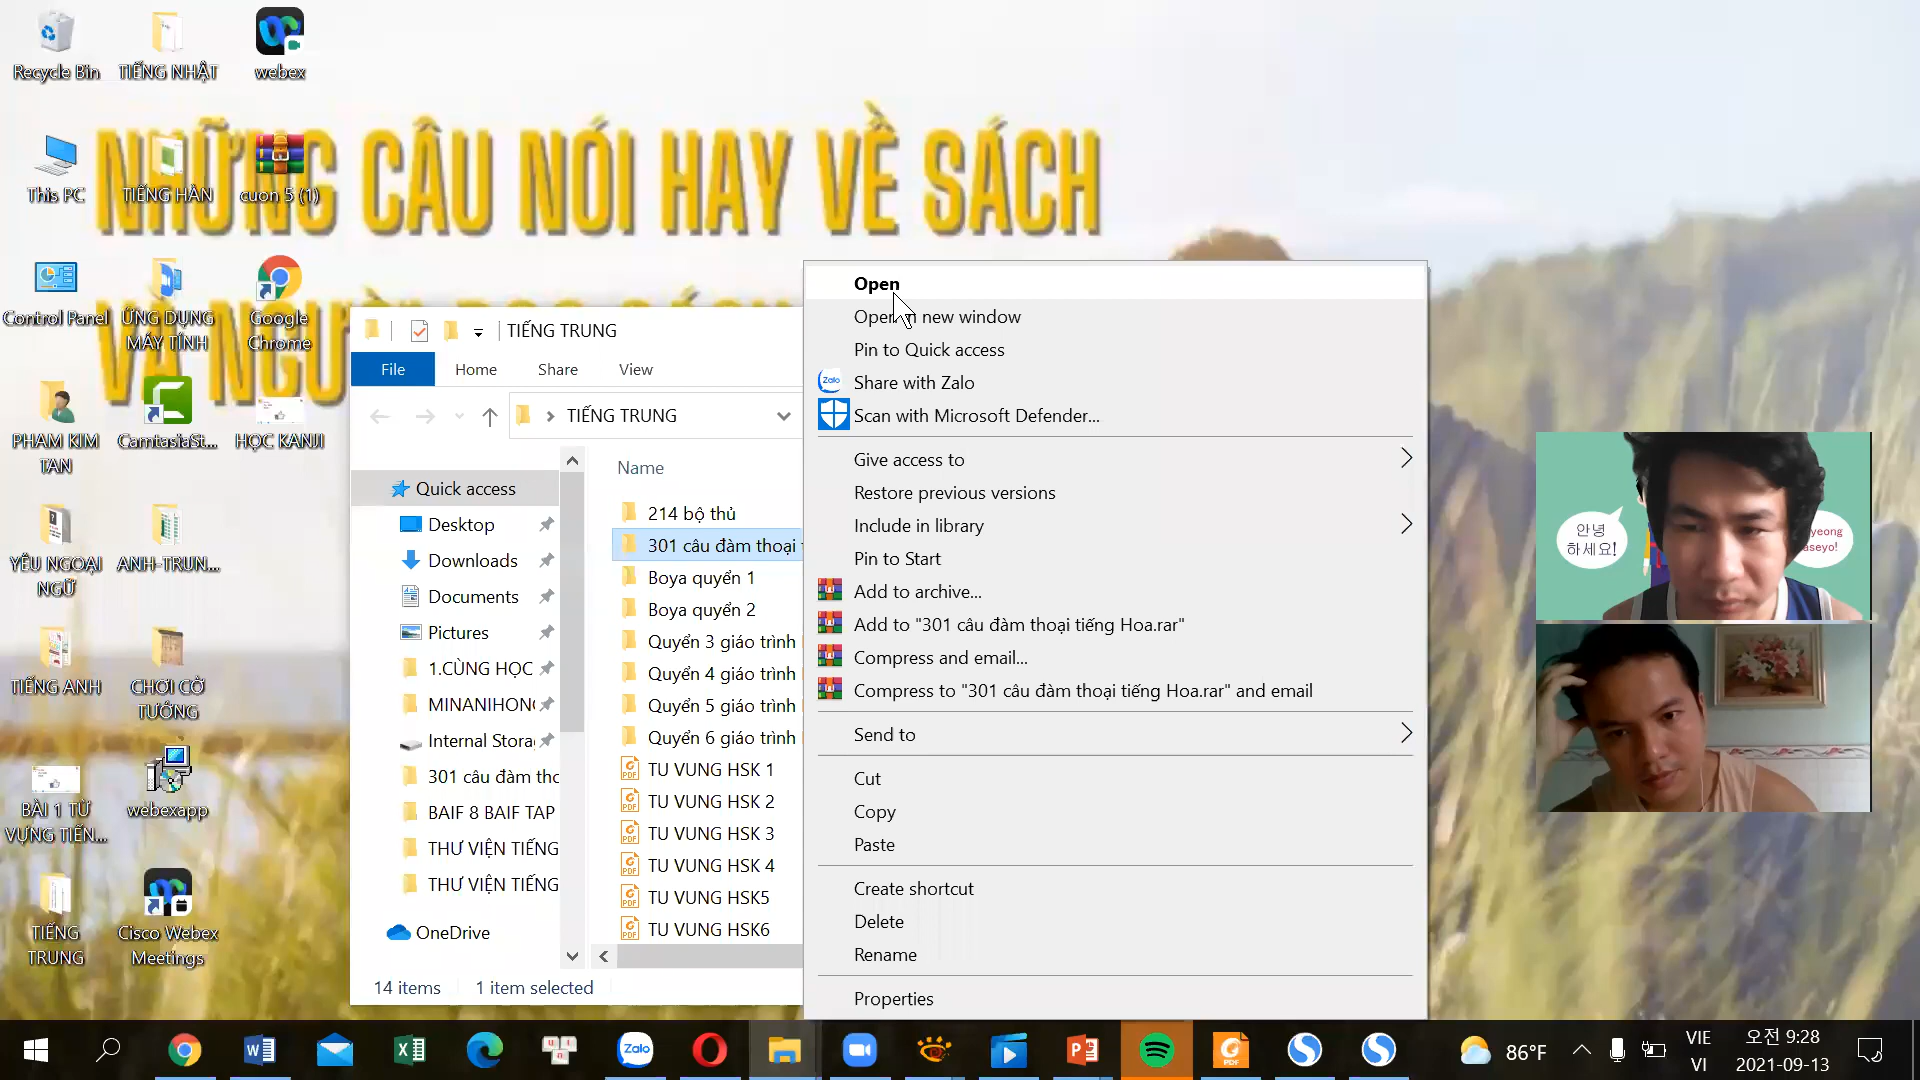 Recycle Bin
TIẾNG NHẬT
webex
NHỮNG CÂU NÓI HAY VỀ SÁCH
This PC
TIẾNG HÀN
cuon 5 (1)
Control Panel
ỨNG DỤNG
MÁY TÍNH
Google
Chrome
PHAM KIM
TAN
CamtasiaSt...
HỌC KANJI
YÊU NGOẠI
NGỮ
ANH-TRUN...
TIẾNG ANH
CHƠI CỜ
TƯỚNG
BÀI 1 TỪ
VỰNG TIẾN...
webexapp
TIẾNG
TRUNG
Cisco Webex
Meetings
TIẾNG TRUNG
File
Home
Share
View
TIẾNG TRUNG
Quick access
Desktop
Downloads
Documents
Pictures
1.CÙNG HỌC
MINANIHON
Internal Stora
301 câu đàm tho
BAIF 8 BAIF TAP
THƯ VIỆN TIẾNG
THƯ VIỆN TIẾNG
OneDrive
Name
214 bộ thủ
301 câu đàm thoại
Boya quyển 1
Boya quyển 2
Quyển 3 giáo trình
Quyển 4 giáo trình
Quyển 5 giáo trình
Quyển 6 giáo trình
TU VUNG HSK 1
TU VUNG HSK 2
TU VUNG HSK 3
TU VUNG HSK 4
TU VUNG HSK5
TU VUNG HSK6
14 items
1 item selected
Open
Open in new window
Pin to Quick access
Share with Zalo
Scan with Microsoft Defender...
Give access to
Restore previous versions
Include in library
Pin to Start
Add to archive...
Add to "301 câu đàm thoại tiếng Hoa.rar"
Compress and email...
Compress to "301 câu đàm thoại tiếng Hoa.rar" and email
Send to
Cut
Copy
Paste
Create shortcut
Delete
Rename
Properties
안녕
하세요!
yeong
aseyo!
Zalo
86°F
VIE
VI
오전 9:28
2021-09-13